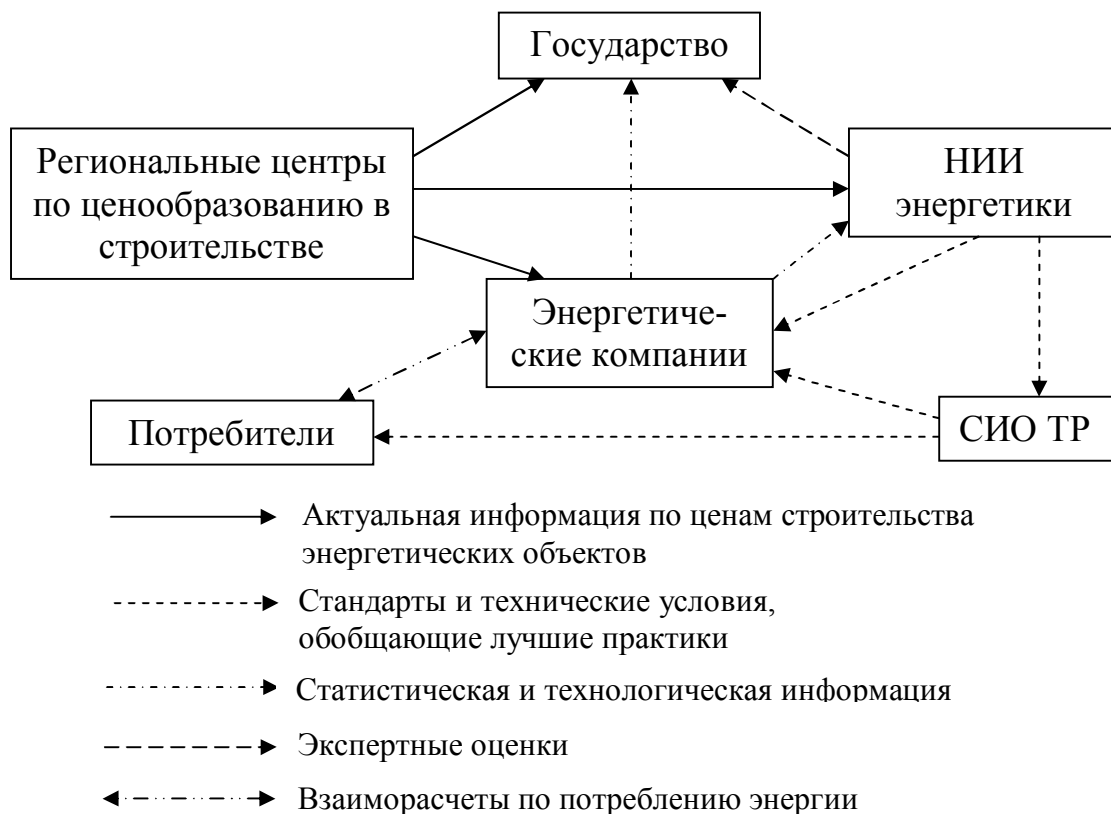 Государство
Региональные центры
по ценообразованию в
строительстве
НИИ
энергетики
Энергетиче-
ские компании
Потребители
СИО ТР
Актуальная информация по ценам строительства
энергетических объектов
Стандарты и технические условия,
обобщающие лучшие практики
Статистическая и технологическая информация
Экспертные оценки
Взаиморасчеты по потреблению энергии